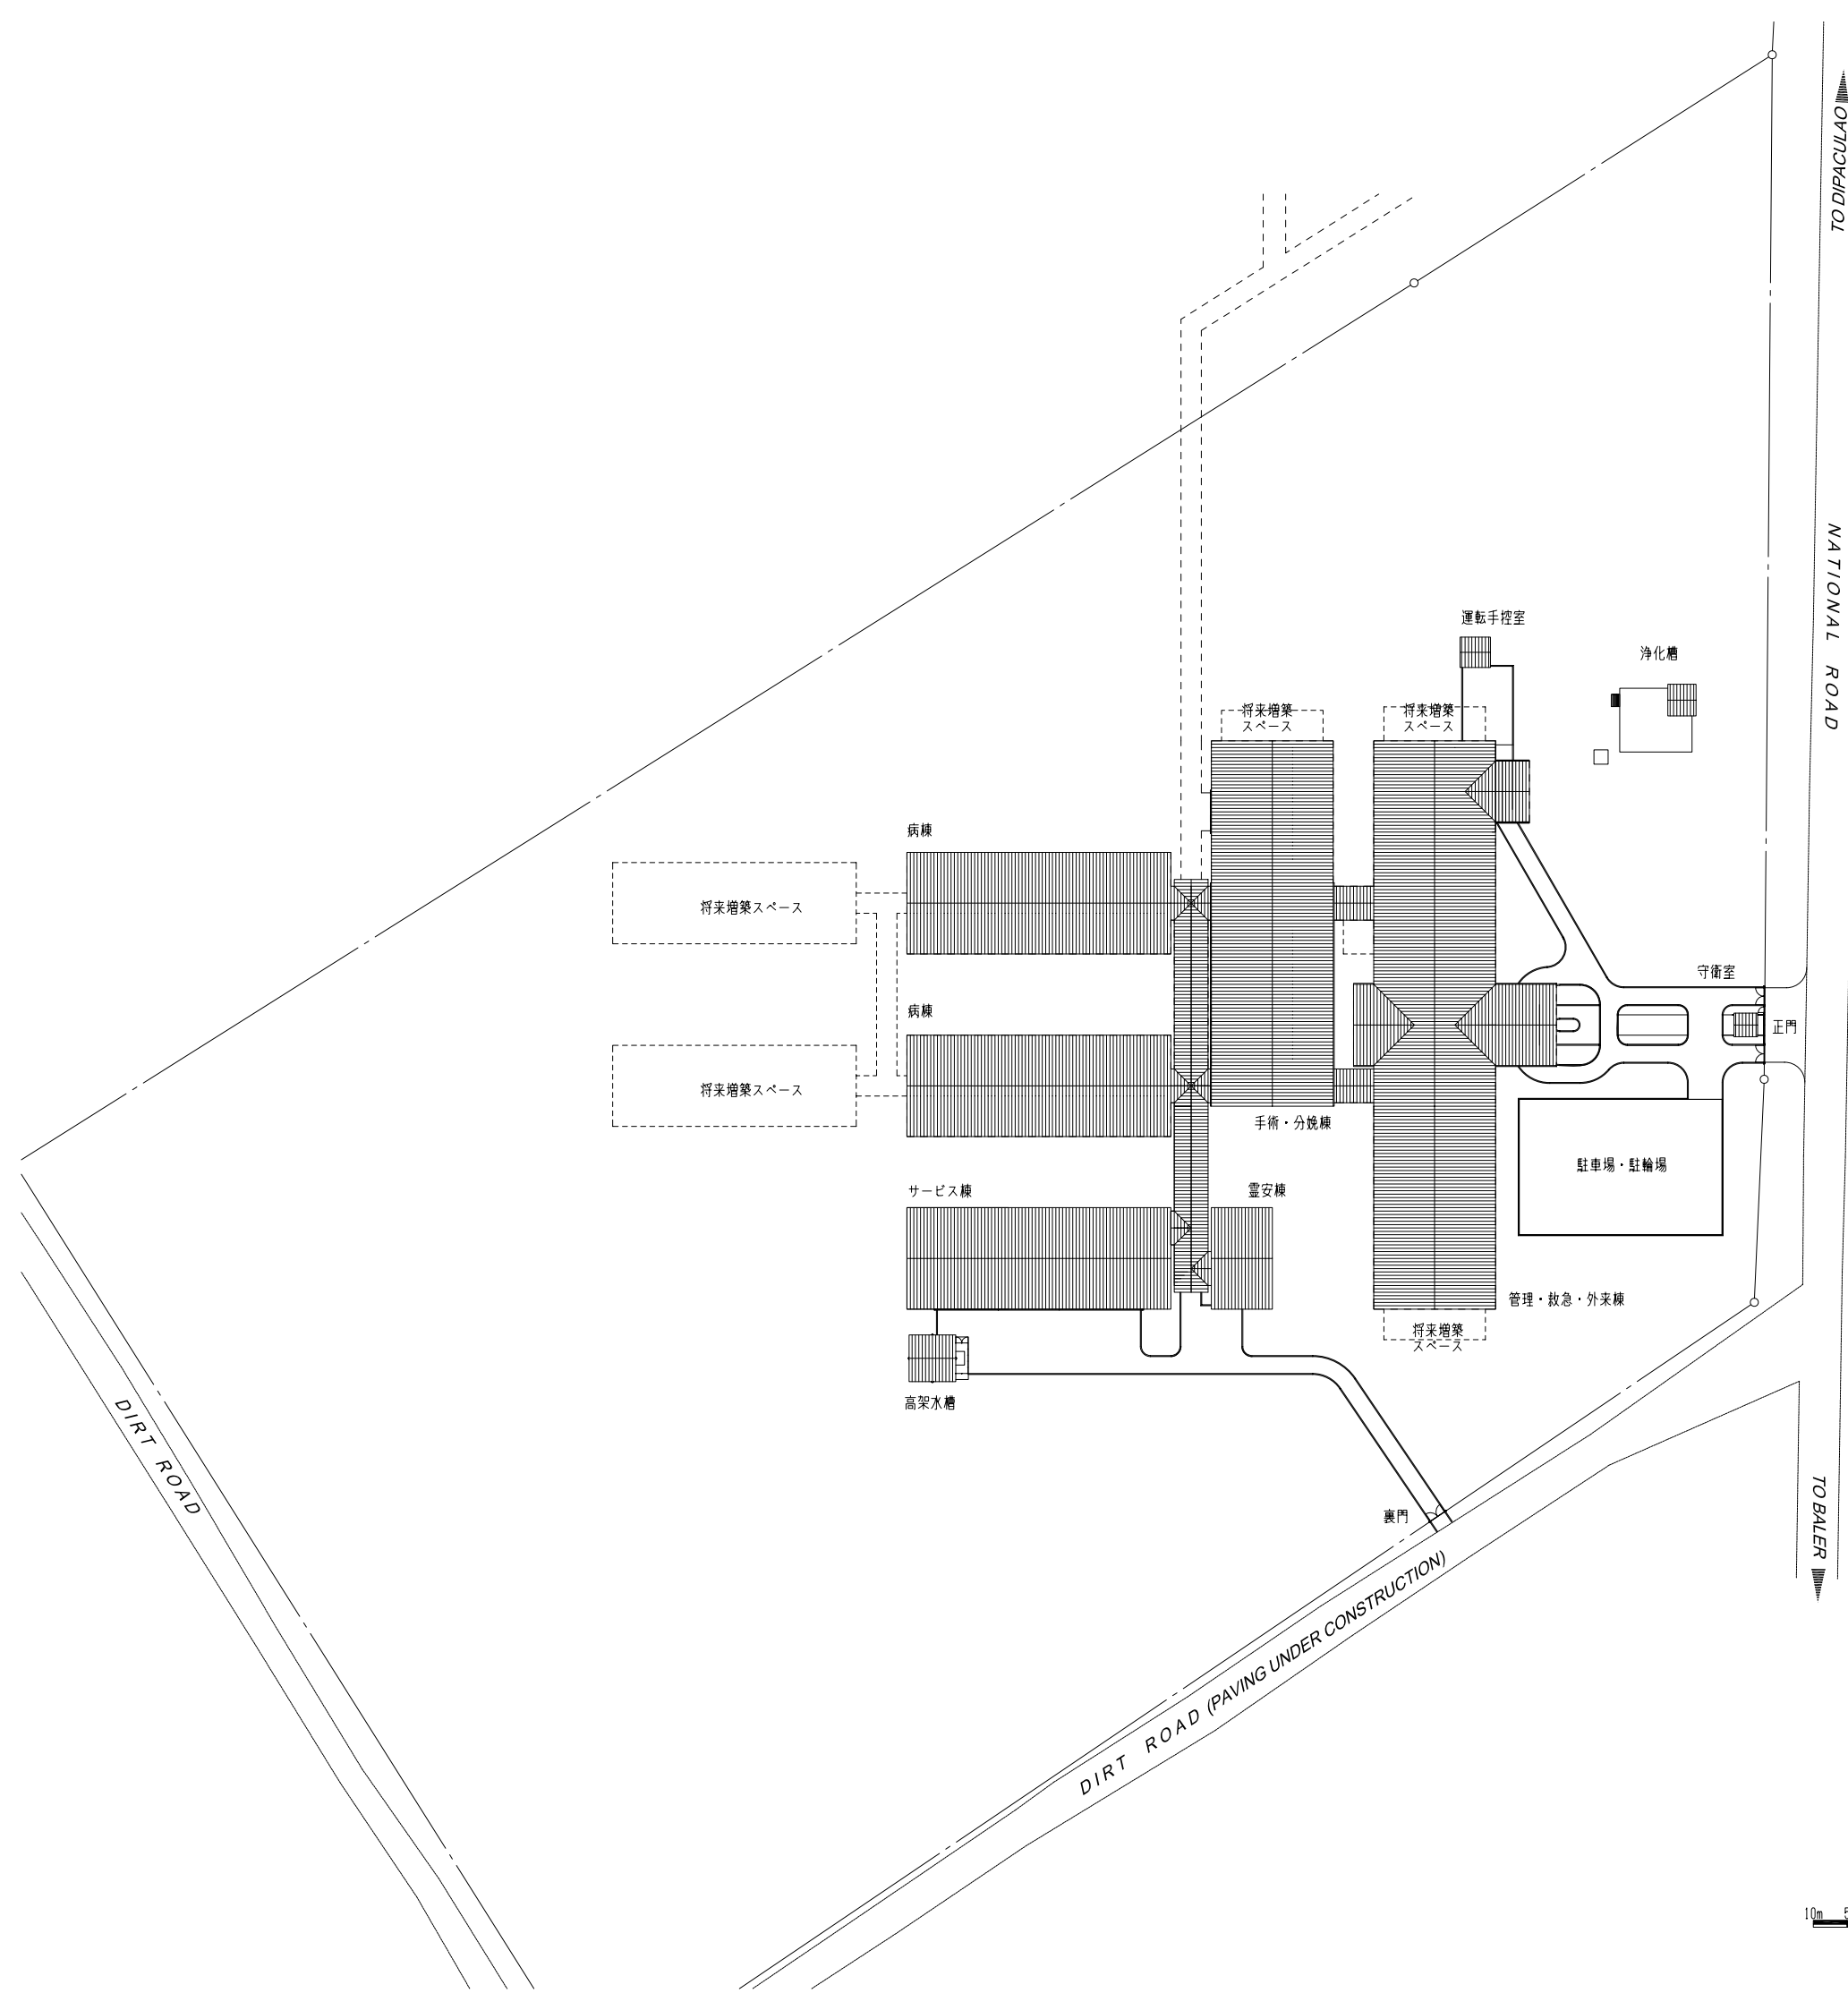 TO DIPACULAO
NATIONAL ROAD
運転手控室
浄化槽
将来増築
スペース
将来増築
スペース
病棟
将来増築スペース
守衛室
病棟
正門
将来増築スペース
手術・分娩棟
駐車場・駐輪場
サービス棟
霊安棟
管理・救急・外来棟
将来増築
スペース
高架水槽
DIRT ROAD
裏門
TO BALER
DIRT ROAD (PAVING UNDER CONSTRUCTION)
10m 5